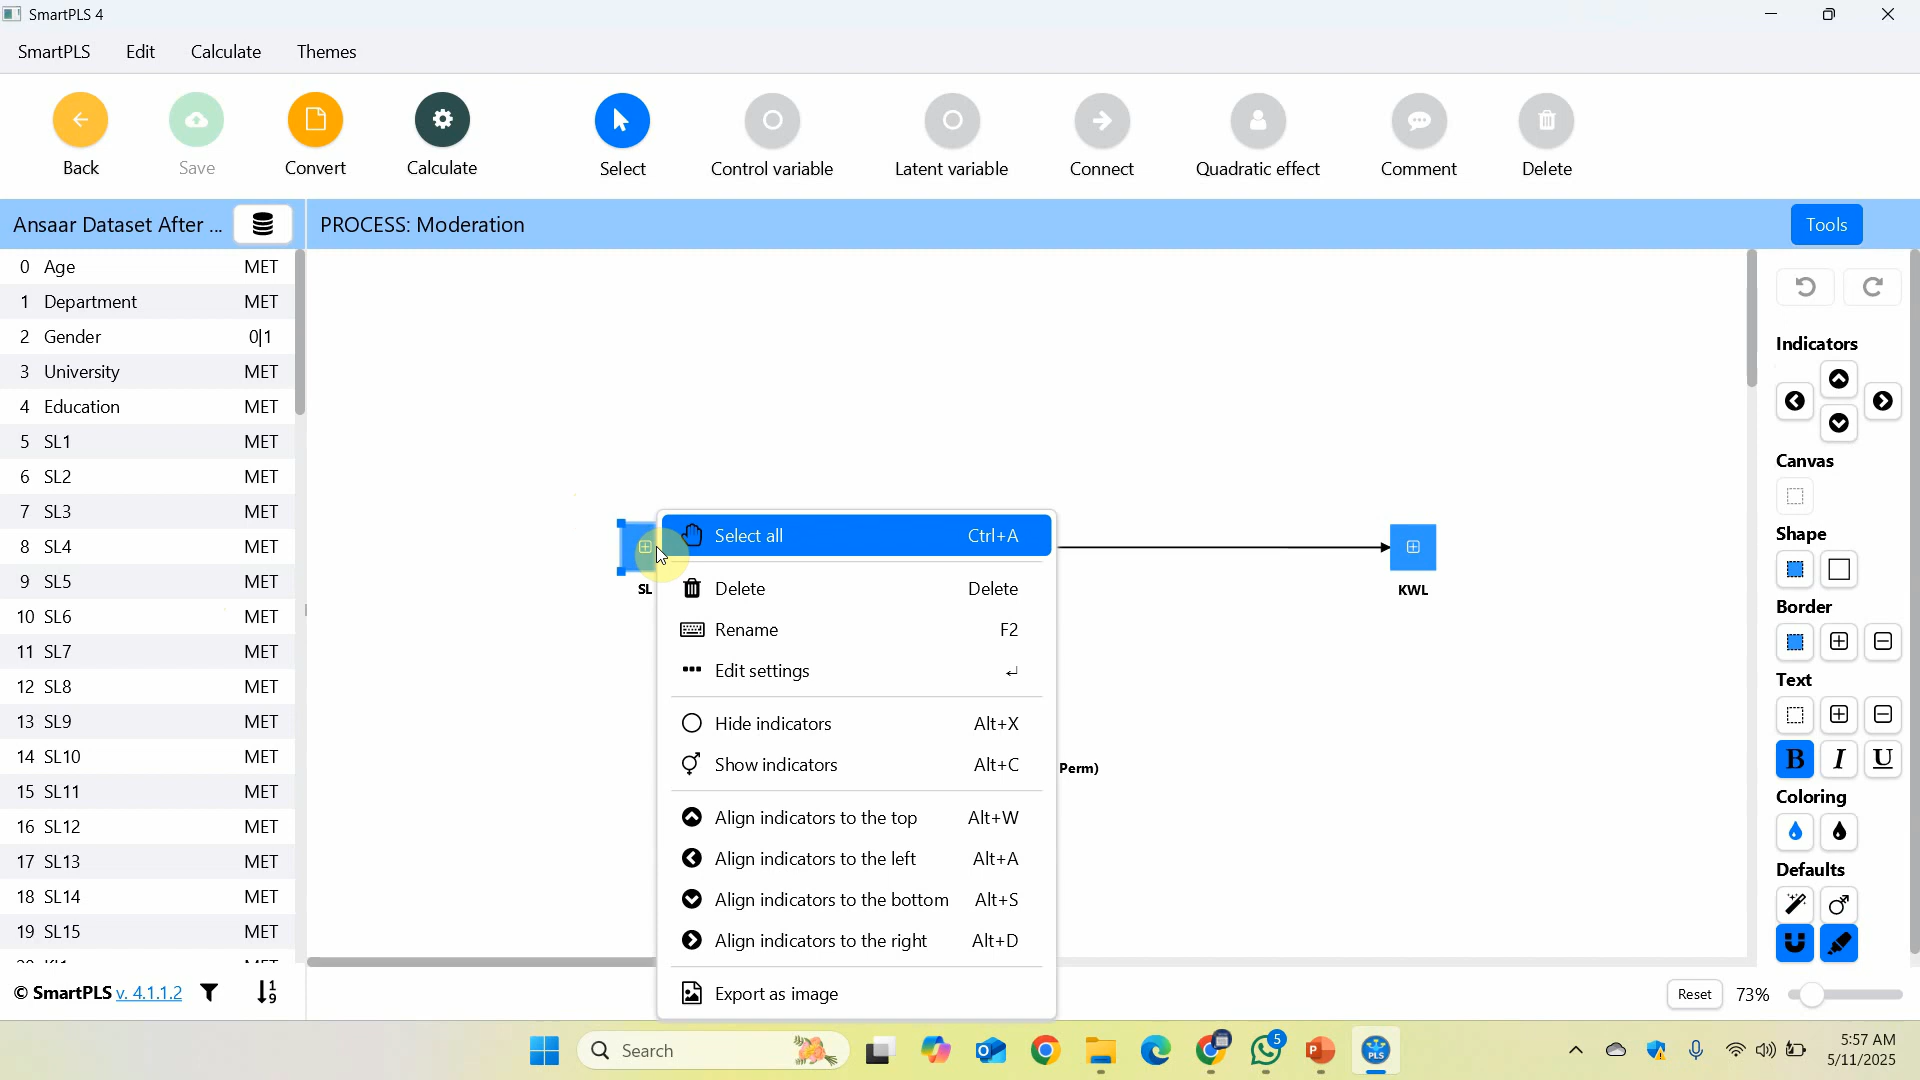 SmartPLS 4
SmartPLS Edit Calculate Themes
Back Save Convert Calculate Select Control variable Latent variable Connect Quadratic effect Comment Delete
Ansaar Dataset After ... PROCESS: Moderation Tools
0 Age MET
1 Department MET
2 Gender 0|1
3 University MET
4 Education MET
5 SL1 MET
6 SL2 MET
7 SL3 MET
8 SL4 MET
9 SL5 MET
10 SL6 MET
11 SL7 MET
12 SL8 MET
13 SL9 MET
14 SL10 MET
15 SL11 MET
16 SL12 MET
17 SL13 MET
18 SL14 MET
19 SL15 MET
SL
KWL
Perm)
Select all Ctrl+A
Delete Delete
Rename F2
Edit settings ↵
Hide indicators Alt+X
Show indicators Alt+C
Align indicators to the top Alt+W
Align indicators to the left Alt+A
Align indicators to the bottom Alt+S
Align indicators to the right Alt+D
Export as image
Indicators
Canvas
Shape
Border
Text
B I U
Coloring
Defaults
© SmartPLS v. 4.1.1.2
Reset 73%
Search
5
PLS
5:57 AM
5/11/2025